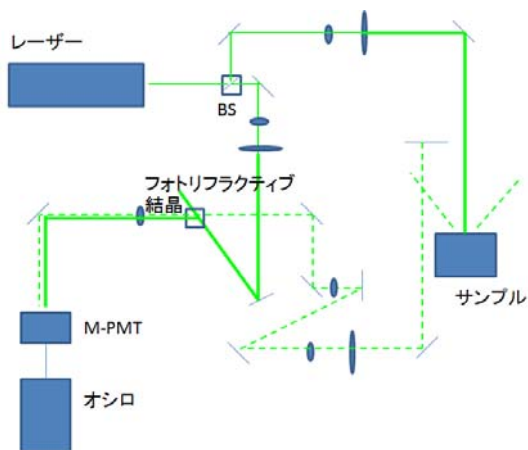 レーザー
BS
フォトリフラクティブ
結晶
サンプル
M-PMT
オシロ